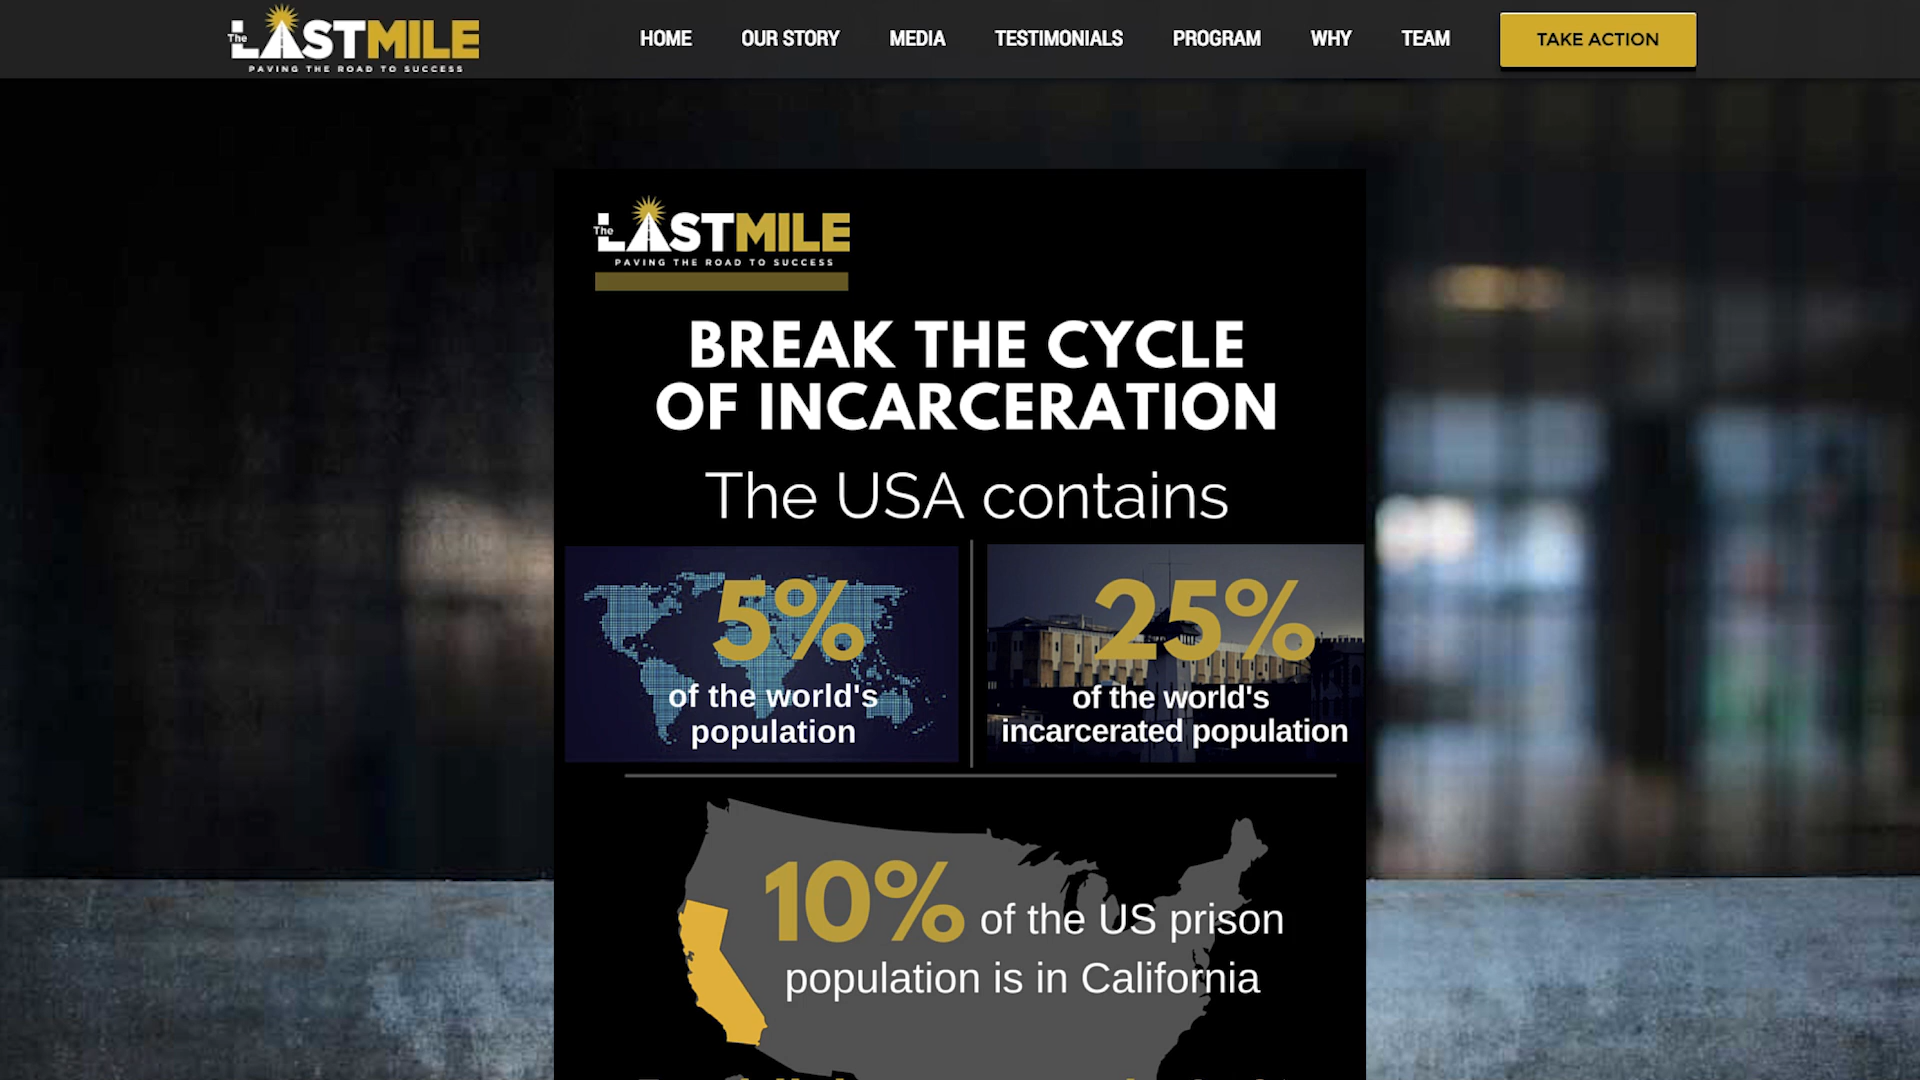 The LASTMILE
PAVING THE ROAD TO SUCCESS
HOME OUR STORY MEDIA TESTIMONIALS PROGRAM WHY TEAM TAKE ACTION
The LASTMILE
PAVING THE ROAD TO SUCCESS
BREAK THE CYCLE
OF INCARCERATION
The USA contains
5%
of the world's
population
25%
of the world's
incarcerated population
10% of the US prison
population is in California